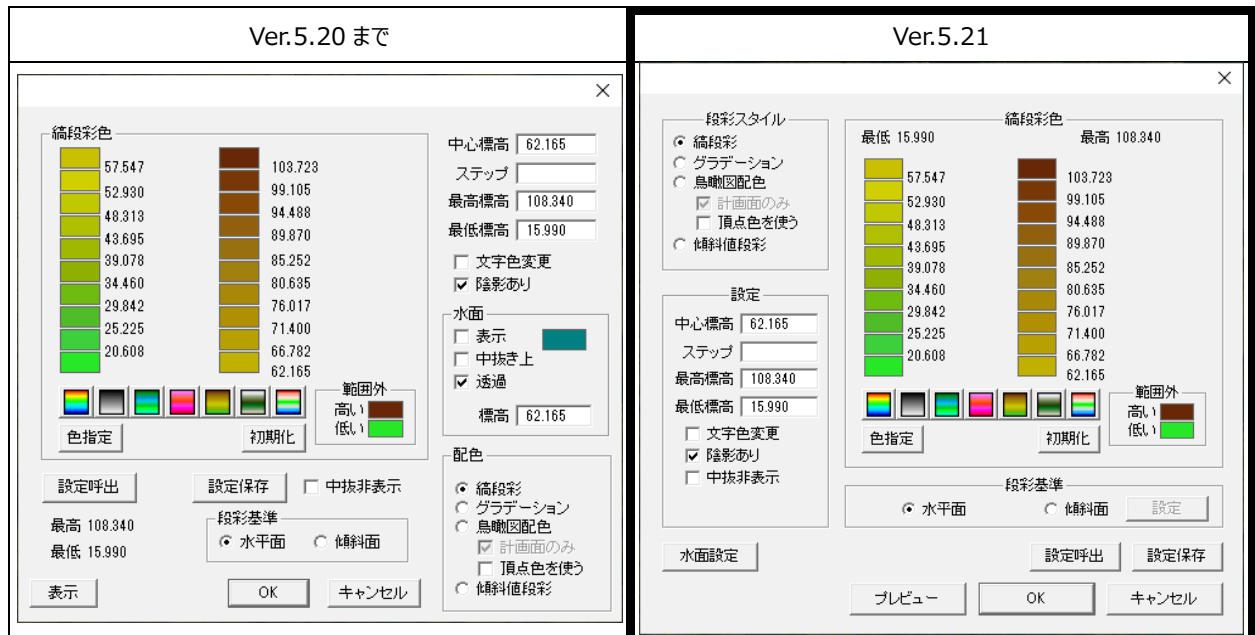 Ver.5.20 まで
縞段彩色
57.547
52.930
48.313
43.695
39.078
34.460
29.842
25.225
20.608
103.723
99.105
94.488
89.870
85.252
80.635
76.017
71.400
66.782
62.165
範囲外
高い
低い
色指定
初期化
設定呼出
設定保存
中抜非表示
最高 108.340
最低 15.990
段彩基準
水平面
傾斜面
表示
OK
キャンセル
中心標高 62.165
ステップ
最高標高 108.340
最低標高 15.990
文字色変更
陰影あり
水面
表示
中抜き上
透過
標高 62.165
配色
縞段彩
グラデーション
鳥瞰図配色
計画面のみ
頂点色を使う
傾斜値段彩
Ver.5.21
段彩スタイル
縞段彩
グラデーション
鳥瞰図配色
計画面のみ
頂点色を使う
傾斜値段彩
設定
中心標高 62.165
ステップ
最高標高 108.340
最低標高 15.990
文字色変更
陰影あり
中抜非表示
水面設定
縞段彩色
最低 15.990
最高 108.340
57.547
52.930
48.313
43.695
39.078
34.460
29.842
25.225
20.608
103.723
99.105
94.488
89.870
85.252
80.635
76.017
71.400
66.782
62.165
範囲外
高い
低い
色指定
初期化
段彩基準
水平面
傾斜面
設定
設定呼出
設定保存
プレビュー
OK
キャンセル